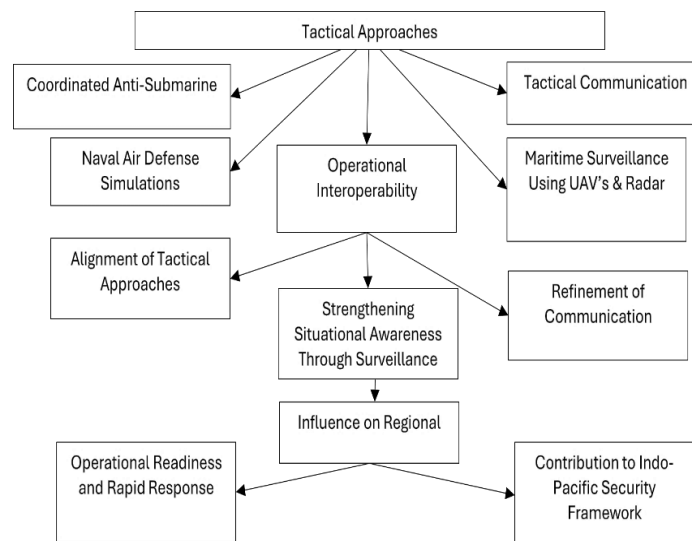 Tactical Approaches
Coordinated Anti-Submarine
Tactical Communication
Naval Air Defense
Simulations
Operational
Interoperability
Maritime Surveillance
Using UAV's & Radar
Alignment of Tactical
Approaches
Strengthening
Situational Awareness
Through Surveillance
Refinement of
Communication
Influence on Regional
Operational Readiness
and Rapid Response
Contribution to Indo-
Pacific Security
Framework